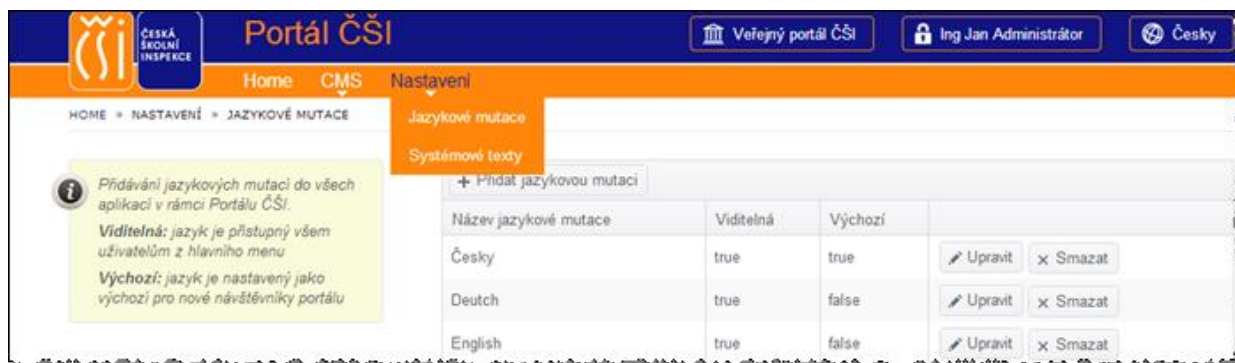 čši ČESKÁ
ŠKOLNÍ
INSPEKCE
Portál ČŠI
Veřejný portál ČŠI
Ing Jan Administrátor
Česky
Home CMS Nastavení
HOME » NASTAVENÍ » JAZYKOVÉ MUTACE
Jazykové mutace
Systémové texty
Přidávání jazykových mutací do všech
aplikací v rámci Portálu ČŠI.
Viditelná: jazyk je přístupný všem
uživatelům z hlavního menu
Výchozí: jazyk je nastavený jako
výchozí pro nové návštěvníky portálu
+ Přidat jazykovou mutaci
Název jazykové mutace Viditelná Výchozí
Česky true true Upravit x Smazat
Deutch true false Upravit x Smazat
English true false Upravit x Smazat